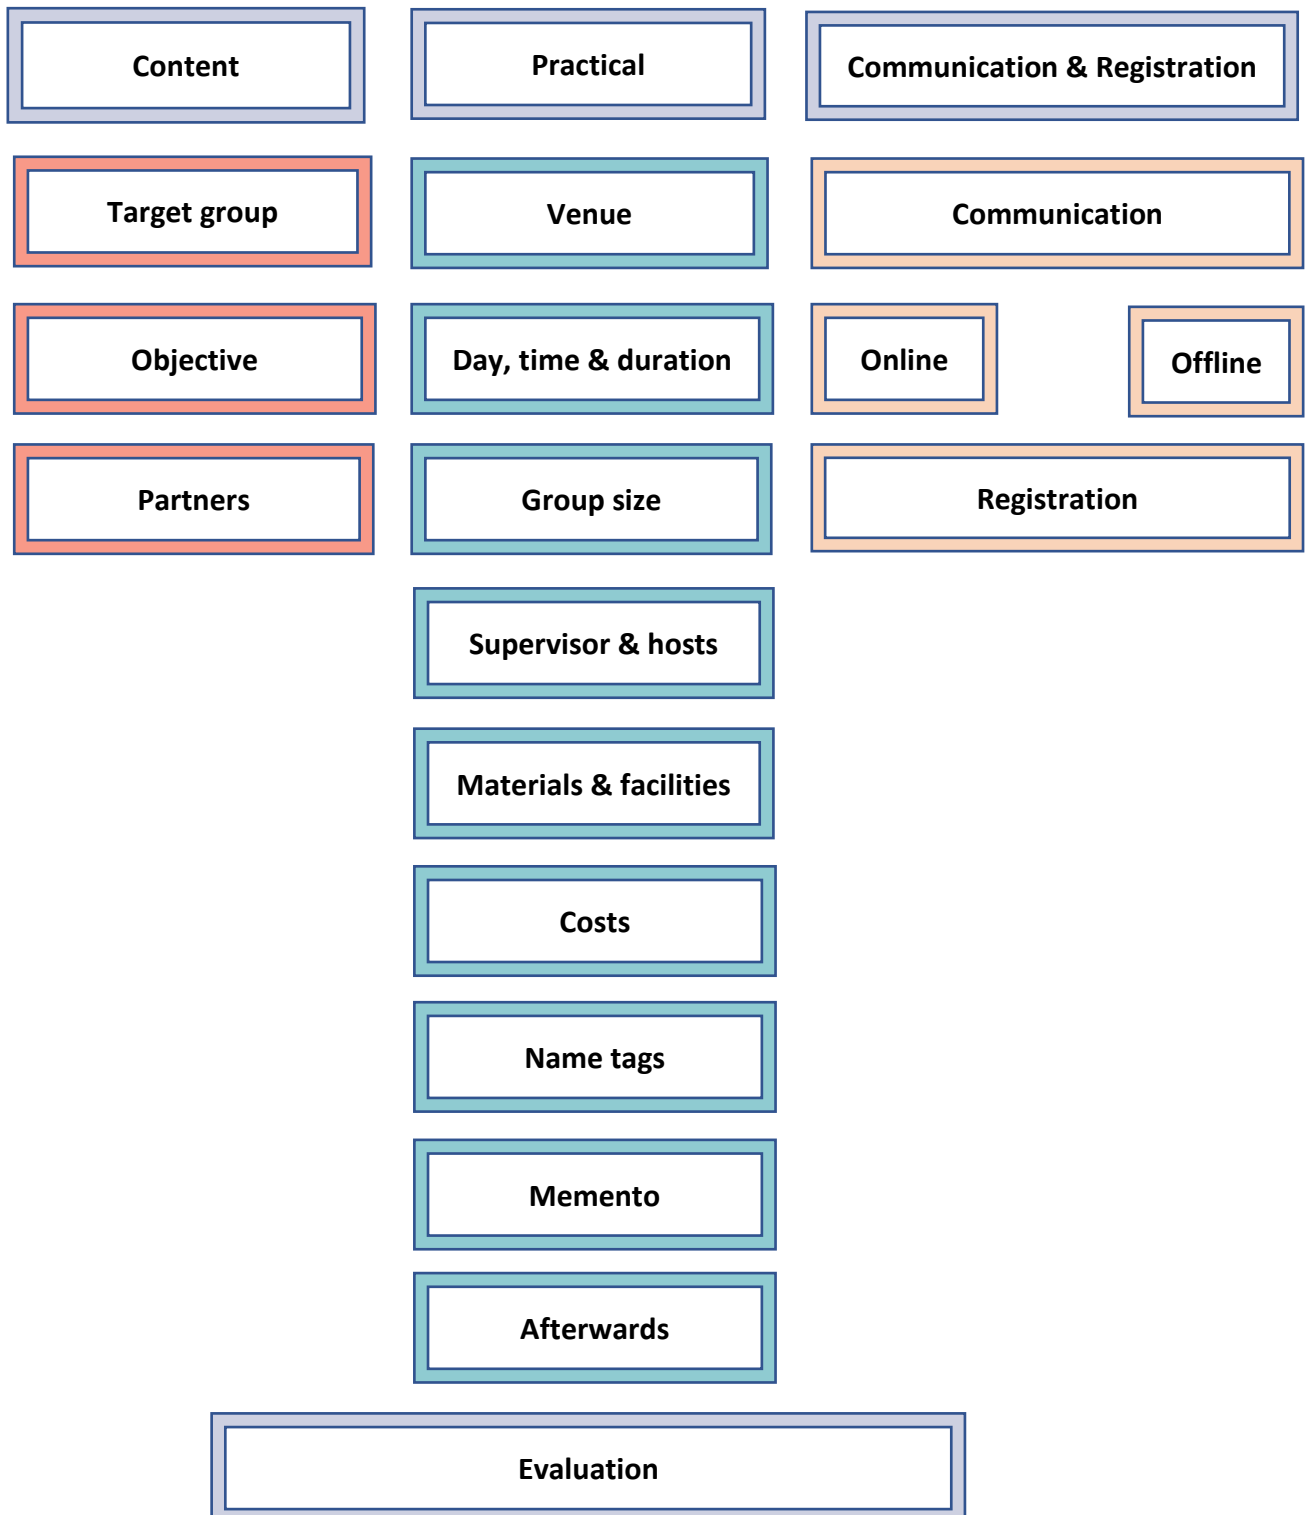 Content
Practical
Communication & Registration
Target group
Venue
Communication
Objective
Day, time & duration
Online
Offline
Partners
Group size
Registration
Supervisor & hosts
Materials & facilities
Costs
Name tags
Memento
Afterwards
Evaluation